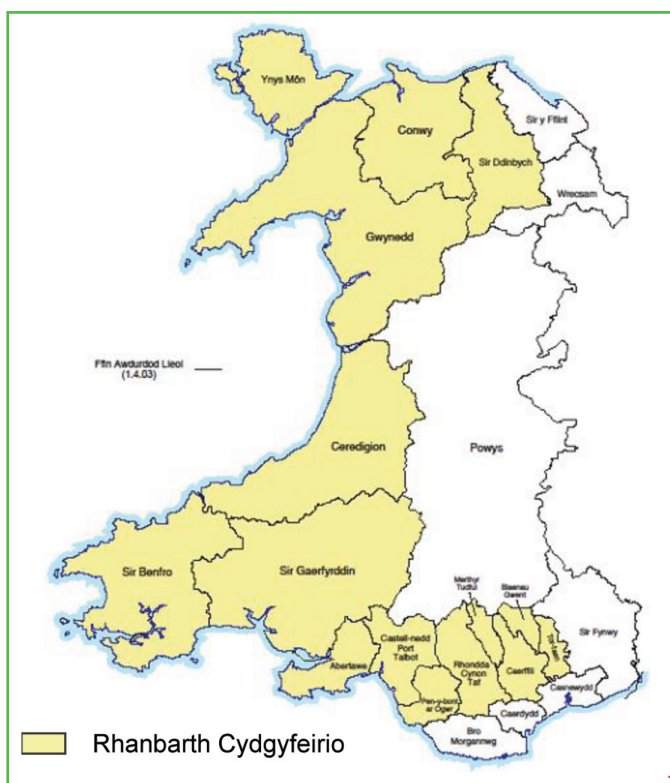 Ynys Môn
Conwy
Sir Ddinbych
Sir y Fflint
Wrecsam
Gwynedd
Ffin Awdurdod Lleol
(1.4.03)
Ceredigion
Powys
Sir Benfro
Sir Gaerfyrddin
Merthyr
Tudful
Blaenau
Gwent
Tor-faen
Sir Fynwy
Castell-nedd
Port
Talbot
Abertawe
Rhondda
Cynon
Taf
Caerffili
Pen-y-bont
ar Ogwr
Casnewydd
Caerdydd
Bro
Morgannwg
Rhanbarth Cydgyfeirio